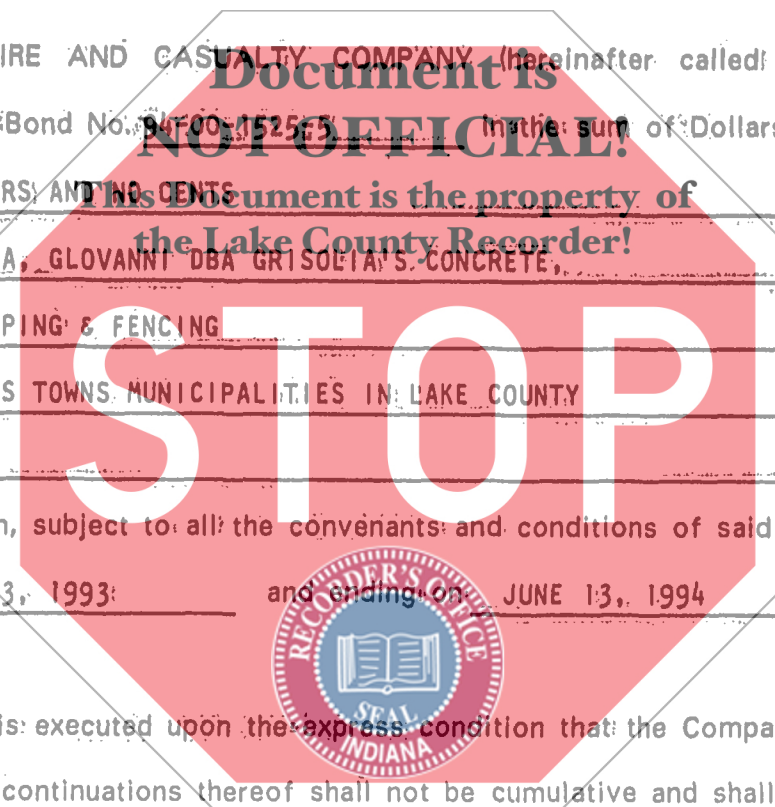 IRE AND CASUALTY COMPANY (hereinafter called
Document is
Bond No. In the sum of Dollars
NOT OFFICIAL!
RS AND NO CENTS
This Document is the property of
the Lake County Recorder!
A, GLOVANNI DBA GRISOLIA'S CONCRETE,
PING & FENCING
STOP
S TOWNS MUNICIPALITIES IN LAKE COUNTY
n, subject to all the convenants and conditions of said
3, 1993 and ending on JUNE 13, 1994
RECORDER'S OFFICE
SEAL
INDIANA
is executed upon the express condition that the Compa
continuations thereof shall not be cumulative and shall